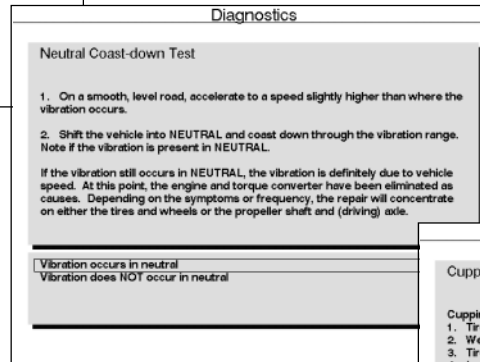 Diagnostics
Neutral Coast-down Test
1. On a smooth, level road, accelerate to a speed slightly higher than where the
vibration occurs.
2. Shift the vehicle into NEUTRAL and coast down through the vibration range.
Note if the vibration is present in NEUTRAL.
If the vibration still occurs in NEUTRAL, the vibration is definitely due to vehicle
speed. At this point, the engine and torque converter have been eliminated as
causes. Depending on the symptoms or frequency, the repair will concentrate
on either the tires and wheels or the propeller shaft and (driving) axle.
Vibration occurs in neutral
Vibration does NOT occur in neutral
Cupp
Cuppi
1. Tir
2. We
3. Tir